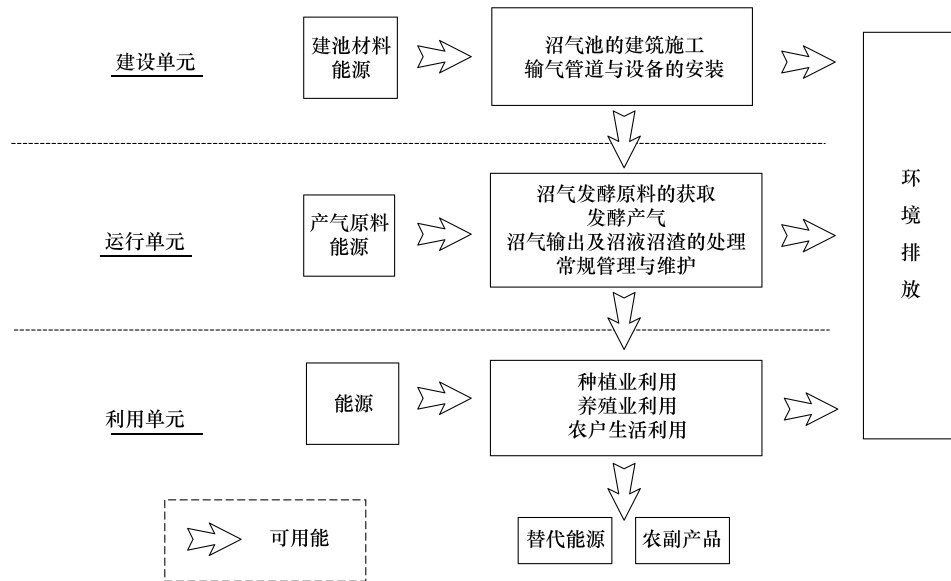 建设单元
建池材料
能源
沼气池的建筑施工
输气管道与设备的安装
运行单元
产气原料
能源
沼气发酵原料的获取
发酵产气
沼气输出及沼液沼渣的处理
常规管理与维护
利用单元
能源
种植业利用
养殖业利用
农户生活利用
环
境
排
放
可用能
替代能源
农副产品